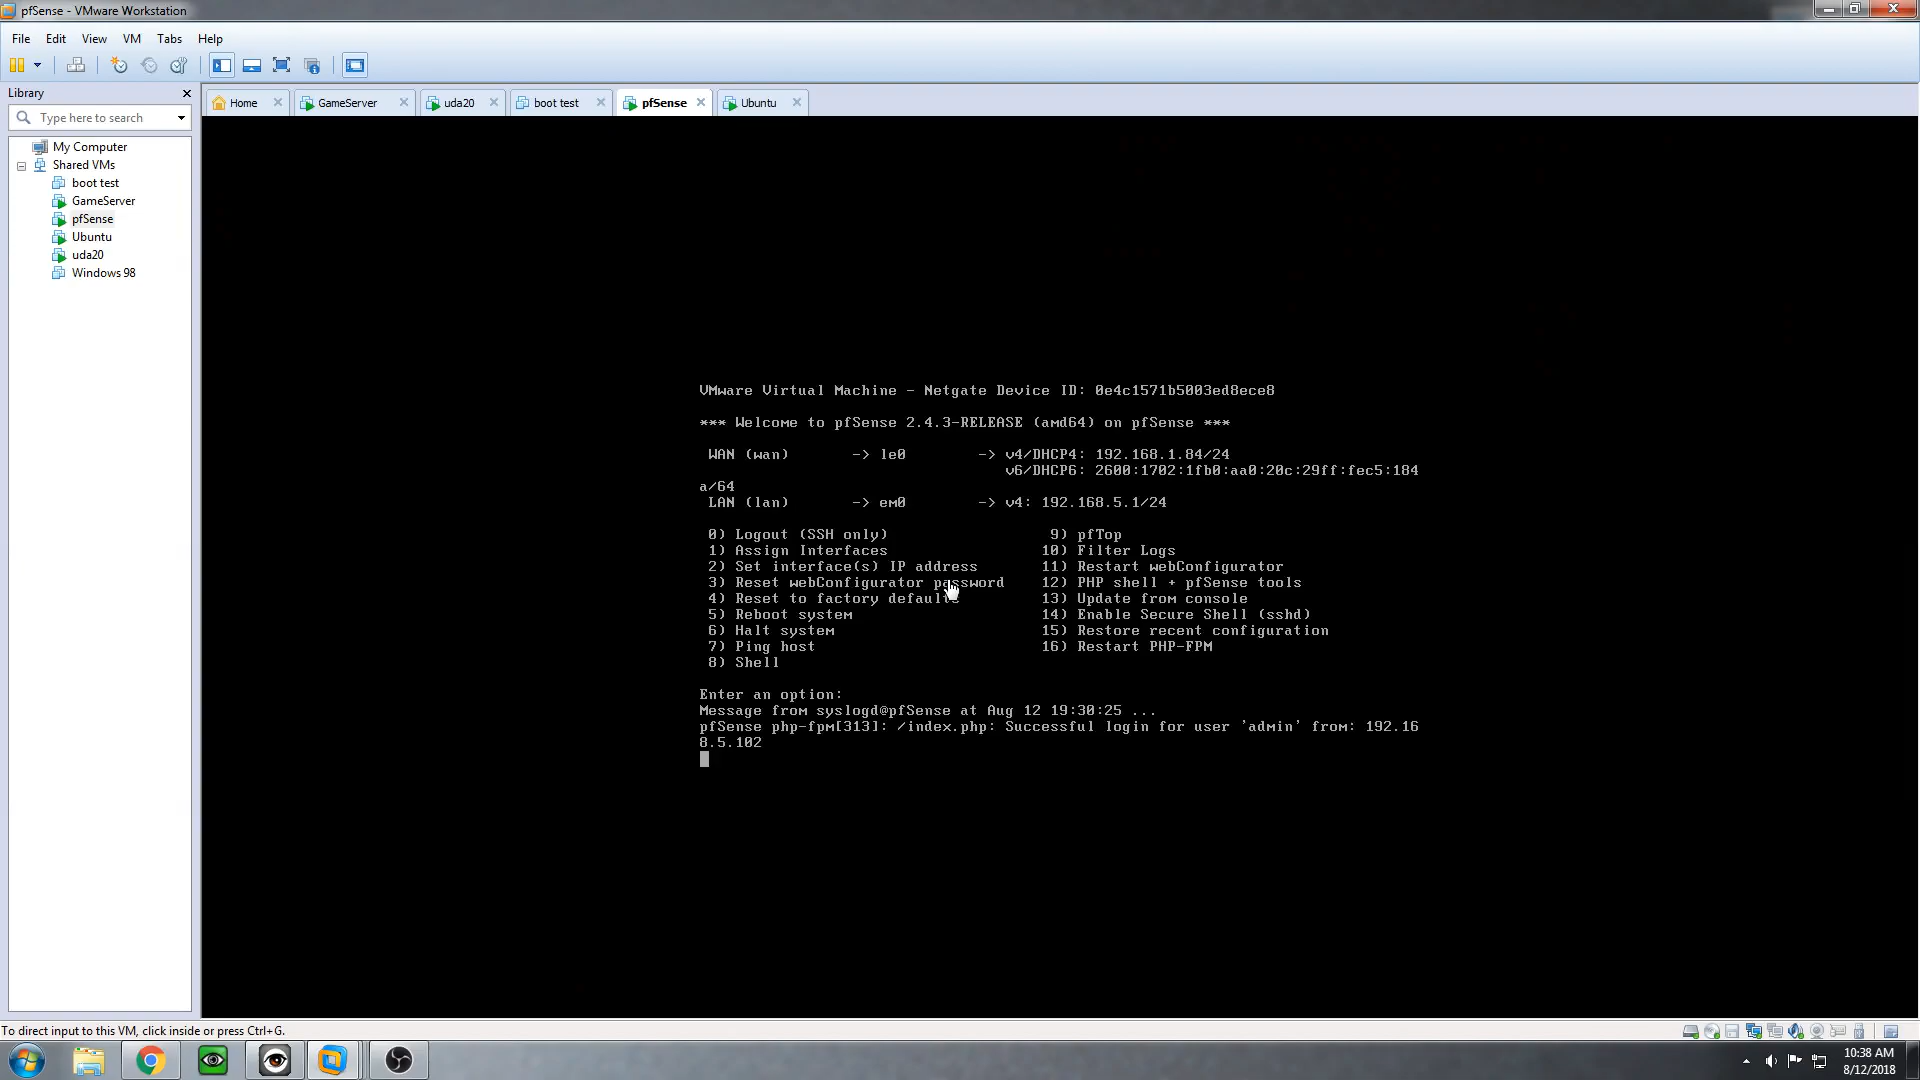 pfSense - VMware Workstation
File Edit View VM Tabs Help
Library
Type here to search
My Computer
Shared VMs
boot test
GameServer
pfSense
Ubuntu
uda20
Windows 98
Home GameServer uda20 boot test pfSense Ubuntu
VMware Virtual Machine - Netgate Device ID: 0e4c1571b5003ed8ece8
*** Welcome to pfSense 2.4.3-RELEASE (amd64) on pfSense ***
WAN (wan) -> le0 -> v4/DHCP4: 192.168.1.84/24
v6/DHCP6: 2600:1702:1fb0:aa0:20c:29ff:fec5:184
a/64
LAN (lan) -> em0 -> v4: 192.168.5.1/24
0) Logout (SSH only) 9) pfTop
1) Assign Interfaces 10) Filter Logs
2) Set interface(s) IP address 11) Restart webConfigurator
3) Reset webConfigurator password 12) PHP shell + pfSense tools
4) Reset to factory defaults 13) Update from console
5) Reboot system 14) Enable Secure Shell (sshd)
6) Halt system 15) Restore recent configuration
7) Ping host 16) Restart PHP-FPM
8) Shell
Enter an option:
Message from syslogd@pfSense at Aug 12 19:30:25 ...
pfSense php-fpm[313]: /index.php: Successful login for user 'admin' from: 192.16
8.5.102
To direct input to this VM, click inside or press Ctrl+G.
10:38 AM
8/12/2018